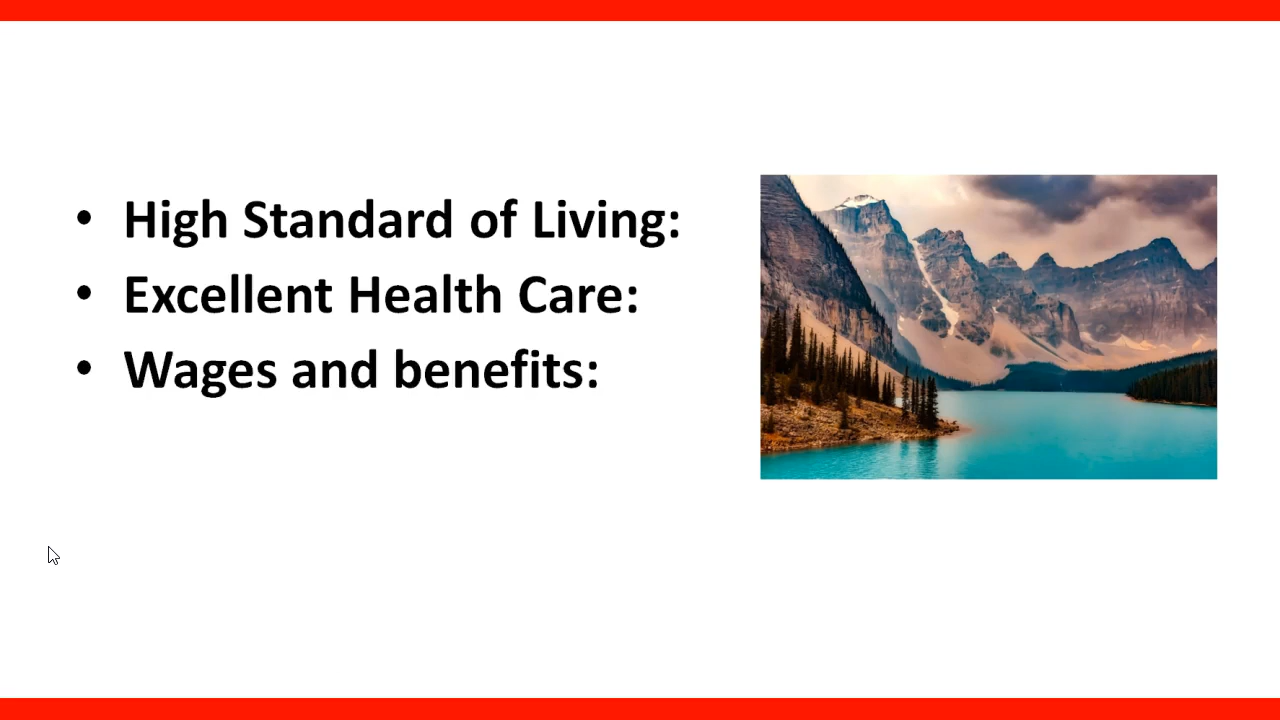 • High Standard of Living:
• Excellent Health Care:
• Wages and benefits: